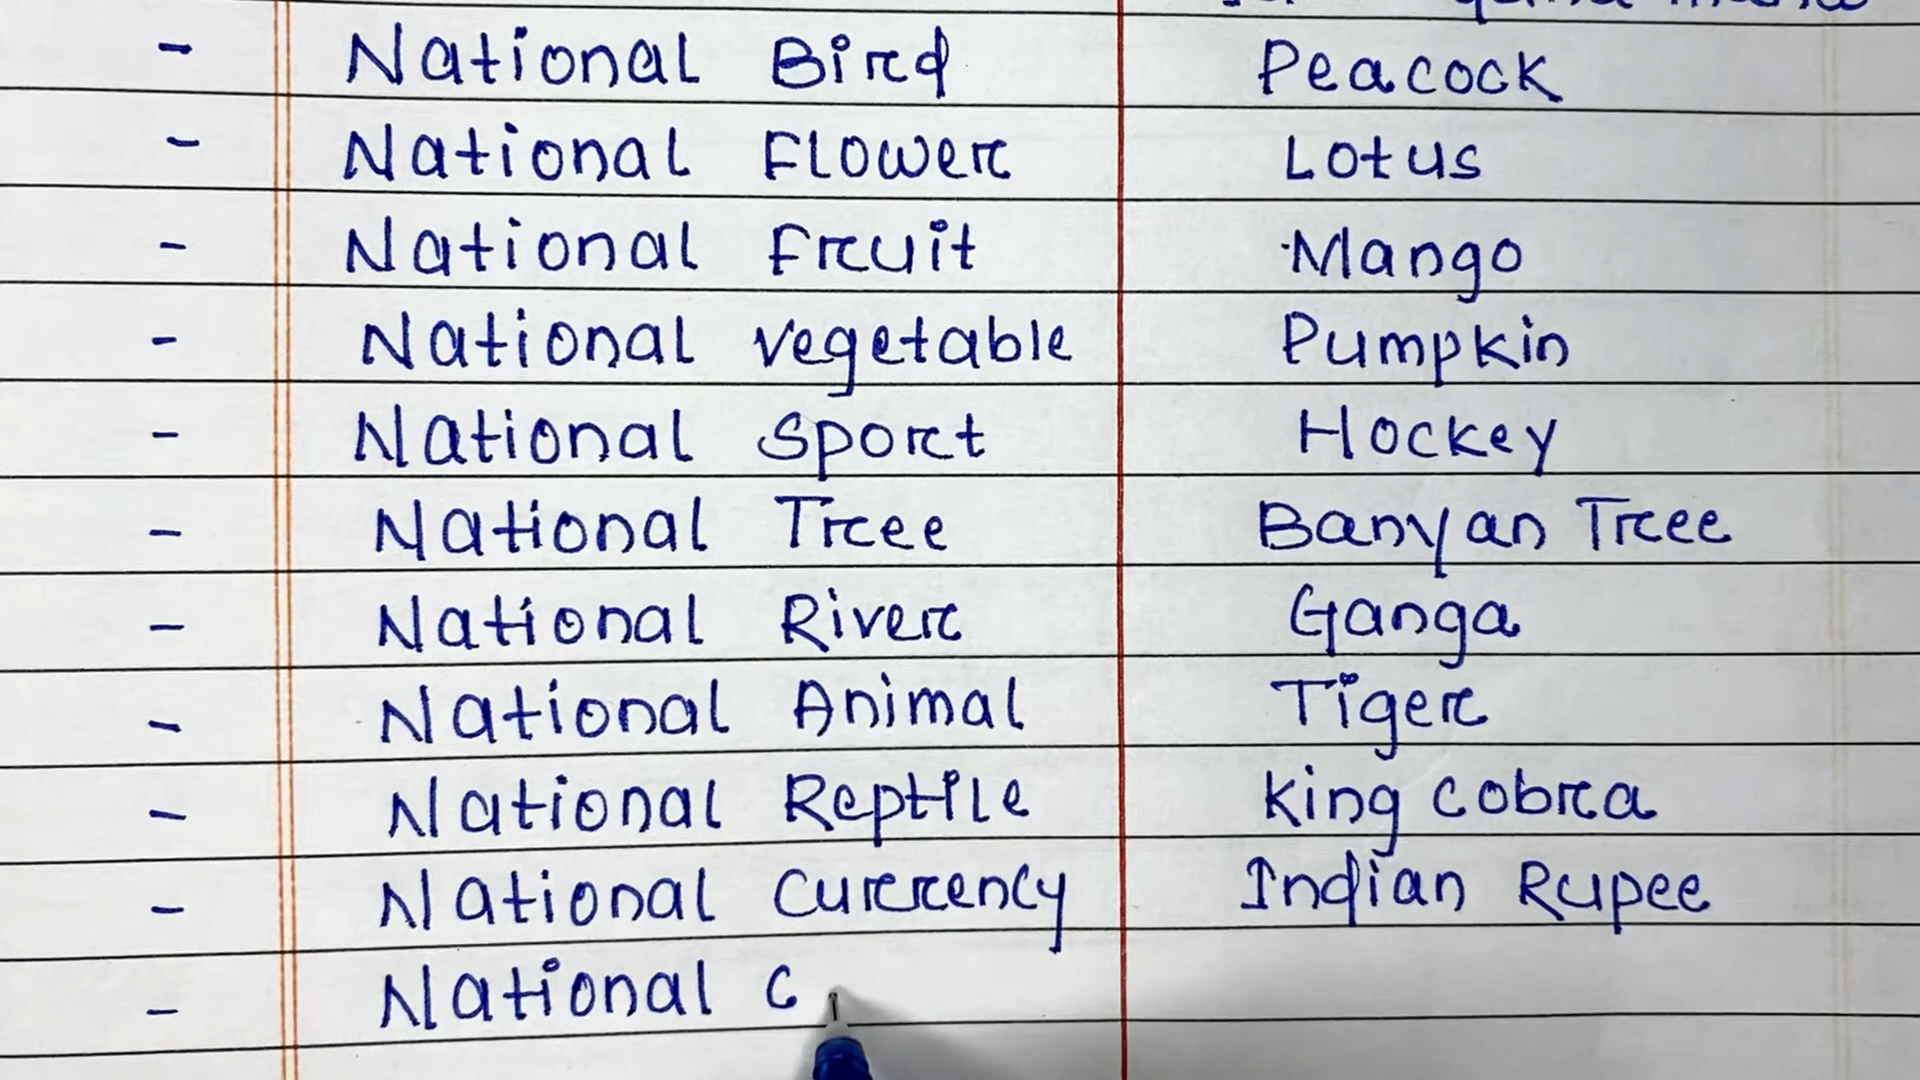 - National Bird Peacock
- National Flower Lotus
- National Fruit Mango
- National vegetable Pumpkin
- National Sport Hockey
- National Tree Banyan Tree
- National River Ganga
- National Animal Tiger
- National Reptile king cobra
- National Currency Indian Rupee
- National C